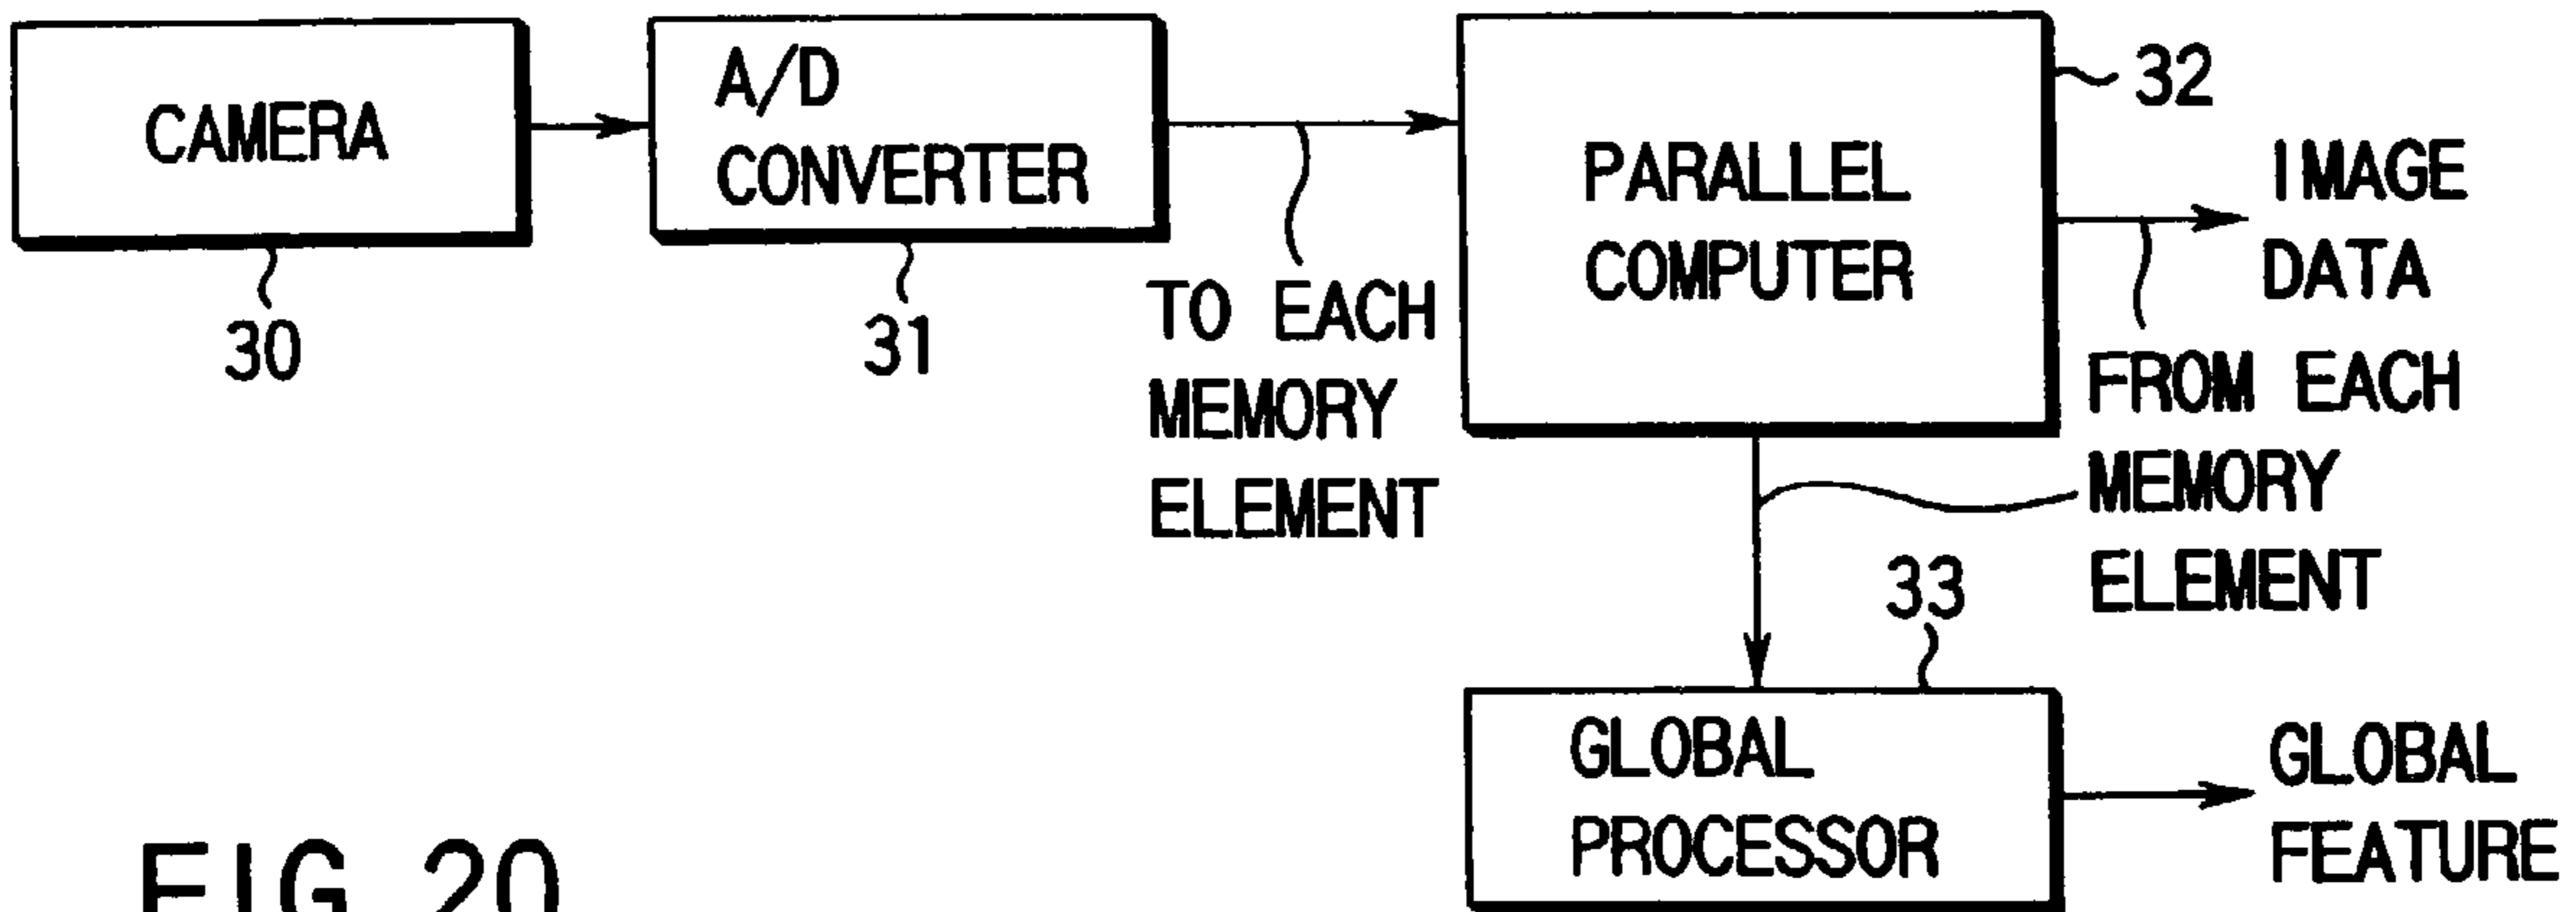 CAMERA
30
A/D
CONVERTER
31
TO EACH
MEMORY
ELEMENT
PARALLEL
COMPUTER
32
IMAGE
DATA
FROM EACH
MEMORY
ELEMENT
33
GLOBAL
PROCESSOR
GLOBAL
FEATURE
FIG. 20